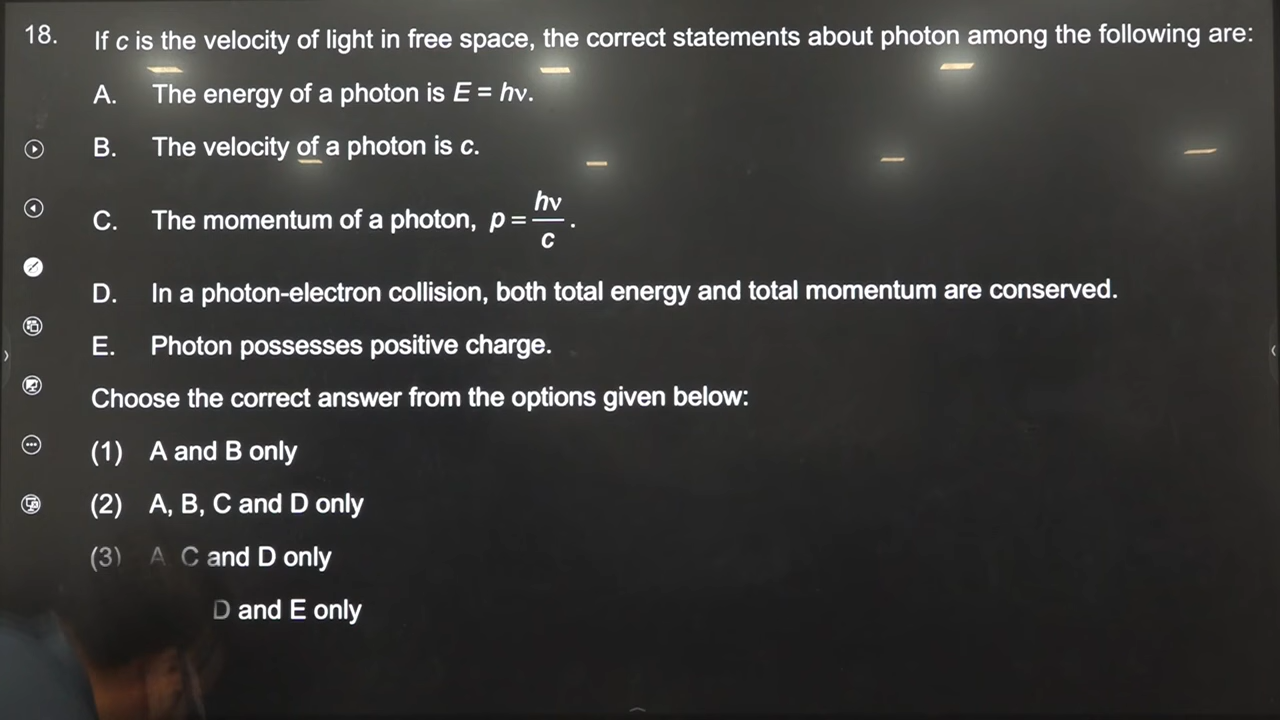 18. If c is the velocity of light in free space, the correct statements about photon among the following are:
A. The energy of a photon is E = hν.
B. The velocity of a photon is c.
C. The momentum of a photon, p = hν/c.
D. In a photon-electron collision, both total energy and total momentum are conserved.
E. Photon possesses positive charge.
Choose the correct answer from the options given below:
(1) A and B only
(2) A, B, C and D only
(3) A C and D only
D and E only